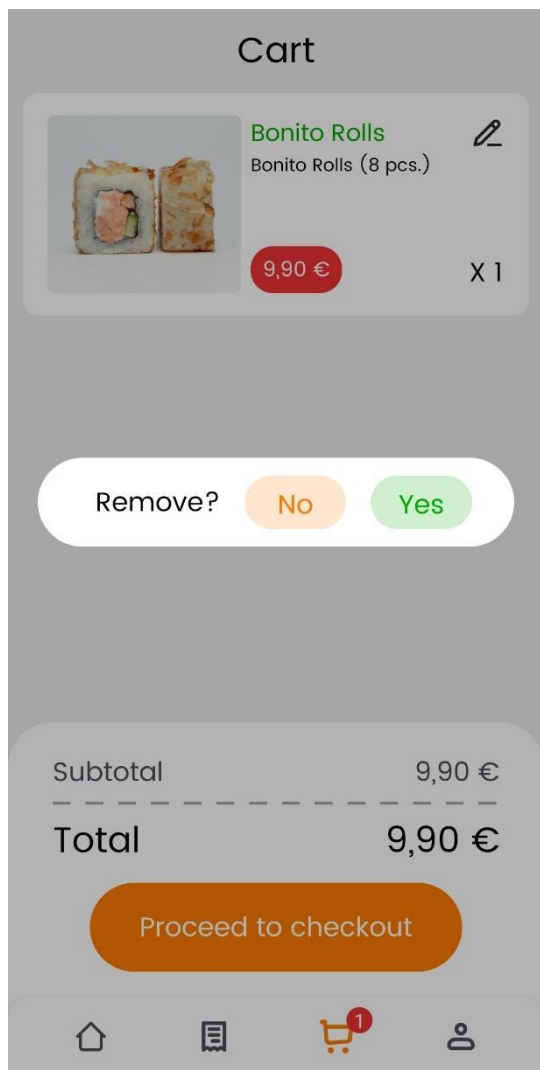 Cart
Bonito Rolls
Bonito Rolls (8 pcs.)
9,90 € X 1
Remove? No Yes
Subtotal 9,90 €
Total 9,90 €
Proceed to checkout
1